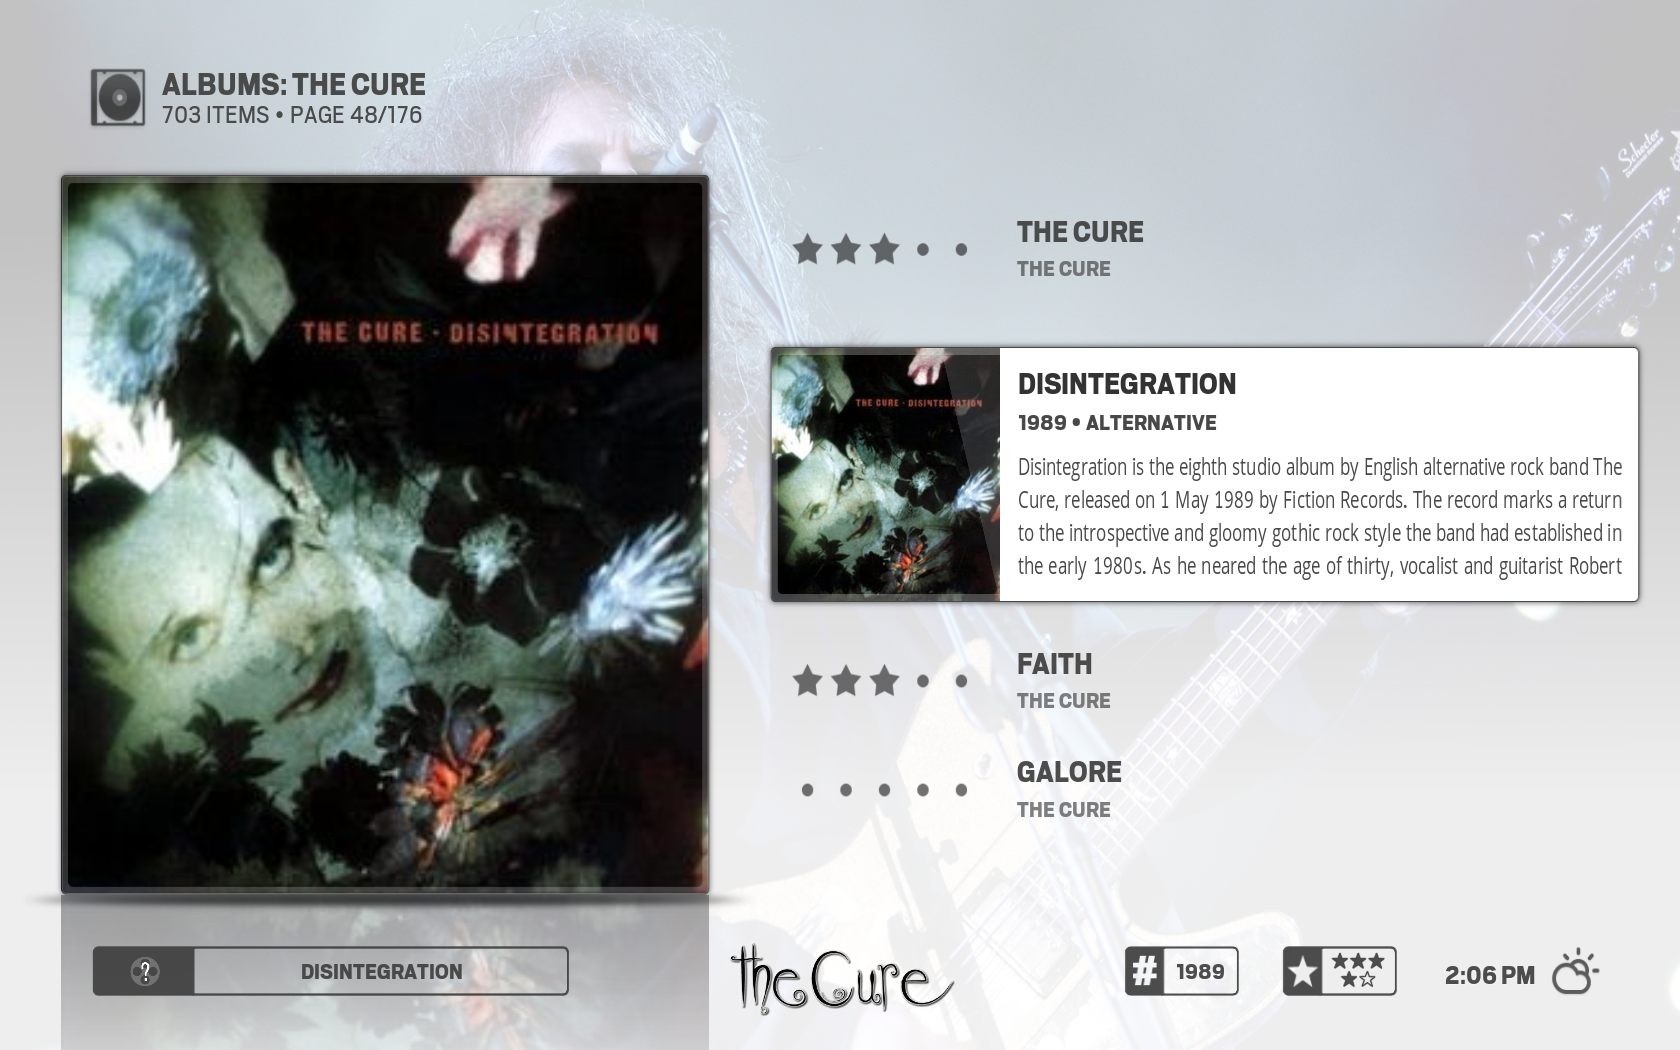 ALBUMS: THE CURE
703 ITEMS • PAGE 48/176
Schecter
THE CURE · DISINTEGRATION
THE CURE
THE CURE
THE CURE · DISINTEGRATION
DISINTEGRATION
1989 • ALTERNATIVE
Disintegration is the eighth studio album by English alternative rock band The
Cure, released on 1 May 1989 by Fiction Records. The record marks a return
to the introspective and gloomy gothic rock style the band had established in
the early 1980s. As he neared the age of thirty, vocalist and guitarist Robert
FAITH
THE CURE
GALORE
THE CURE
?
DISINTEGRATION
the Cure
# 1989
2:06 PM